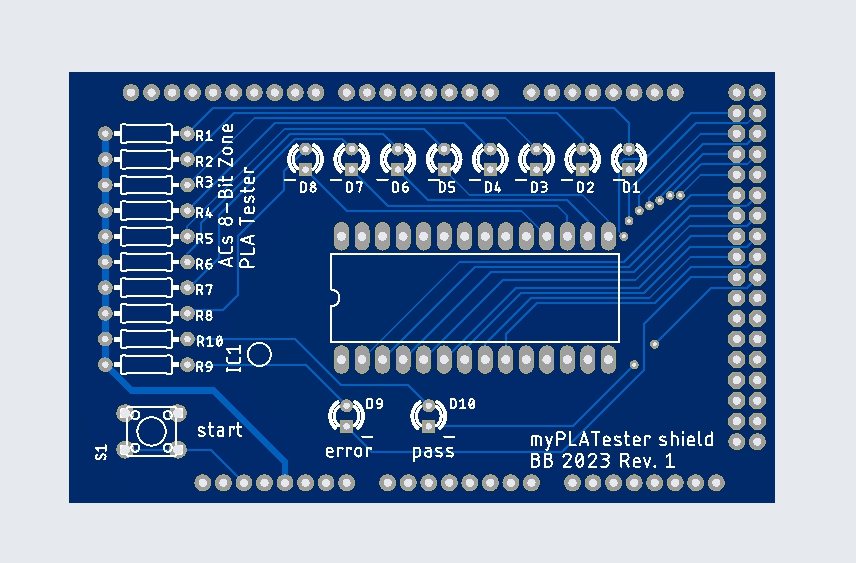 R1
R2
R3
R4
R5
R6
R7
R8
R10
R9
ACs 8-Bit Zone
PLA Tester
D8
D7
D6
D5
D4
D3
D2
D1
IC1
D9
D10
error
pass
S1
start
myPLATester shield
BB 2023 Rev. 1